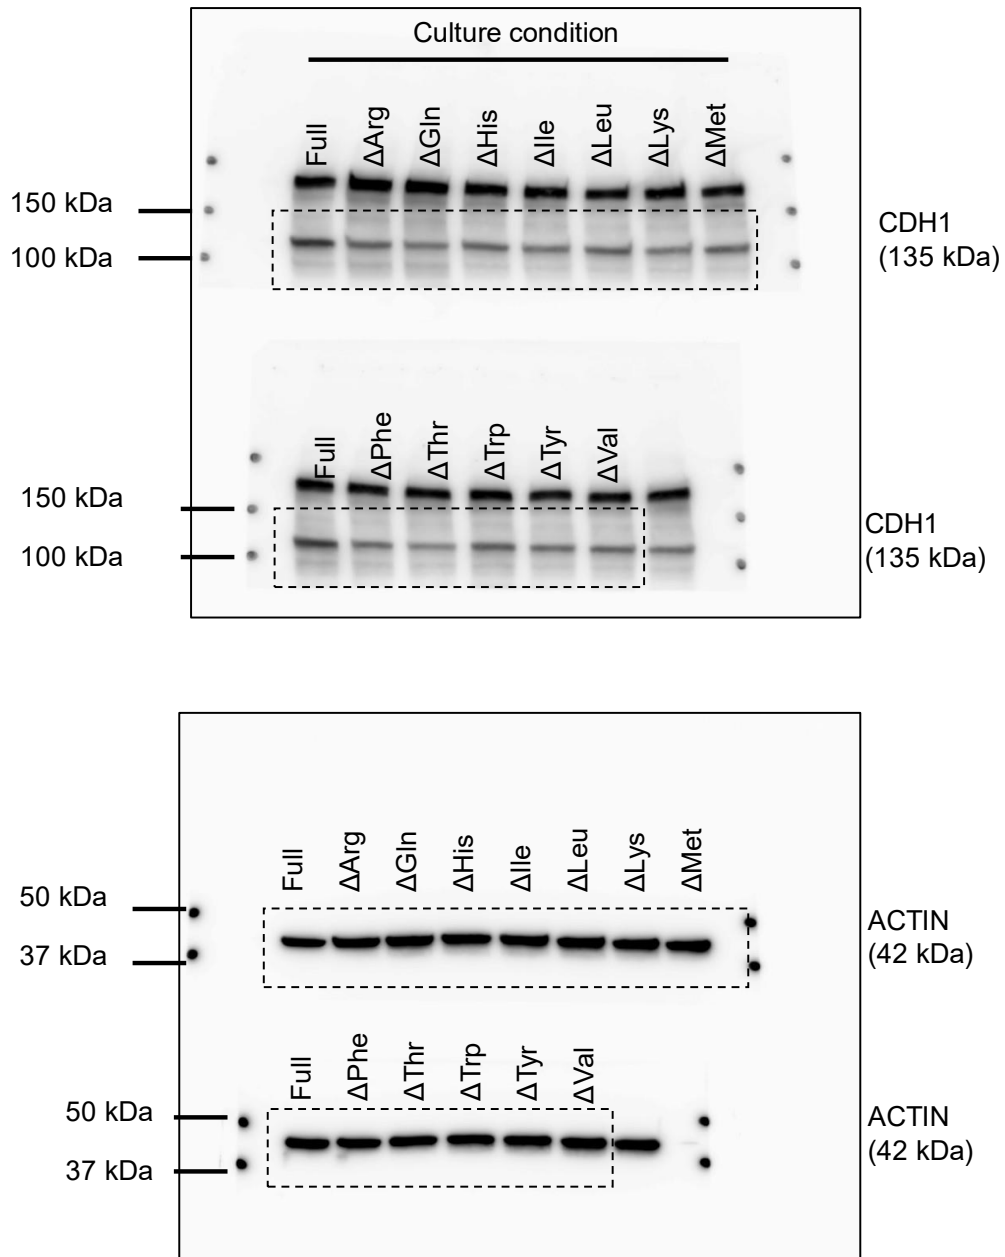 Culture condition
Full
ΔArg
ΔGln
ΔHis
ΔIle
ΔLeu
ΔLys
ΔMet
150 kDa
100 kDa
CDH1
(135 kDa)
Full
ΔPhe
ΔThr
ΔTrp
ΔTyr
ΔVal
150 kDa
100 kDa
CDH1
(135 kDa)
Full
ΔArg
ΔGln
ΔHis
ΔIle
ΔLeu
ΔLys
ΔMet
50 kDa
37 kDa
ACTIN
(42 kDa)
Full
ΔPhe
ΔThr
ΔTrp
ΔTyr
ΔVal
50 kDa
37 kDa
ACTIN
(42 kDa)